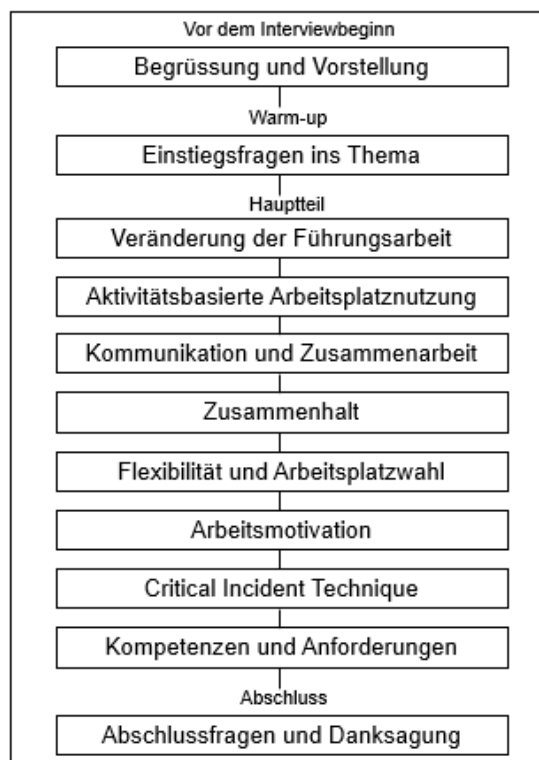 Vor dem Interviewbeginn
Begrüssung und Vorstellung
Warm-up
Einstiegsfragen ins Thema
Hauptteil
Veränderung der Führungsarbeit
Aktivitätsbasierte Arbeitsplatznutzung
Kommunikation und Zusammenarbeit
Zusammenhalt
Flexibilität und Arbeitsplatzwahl
Arbeitsmotivation
Critical Incident Technique
Kompetenzen und Anforderungen
Abschluss
Abschlussfragen und Danksagung